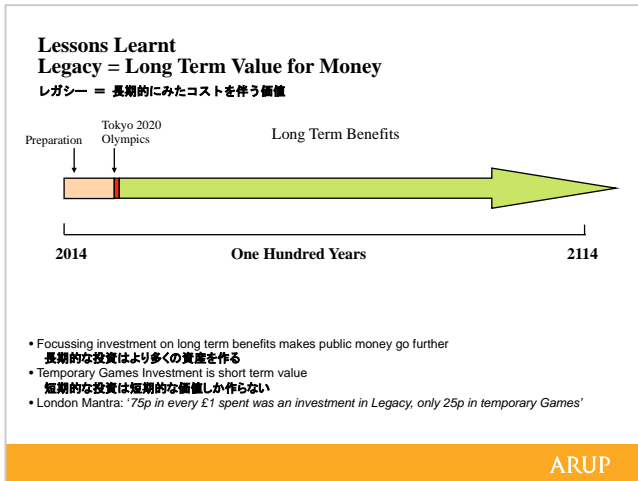 Lessons Learnt
Legacy = Long Term Value for Money
レガシー ＝ 長期的にみたコストを伴う価値
Tokyo 2020
Olympics
Preparation
Long Term Benefits
2014
One Hundred Years
2114
• Focussing investment on long term benefits makes public money go further
長期的な投資はより多くの資産を作る
• Temporary Games Investment is short term value
短期的な投資は短期的な価値しか作らない
• London Mantra: ‘75p in every £1 spent was an investment in Legacy, only 25p in temporary Games’
ARUP